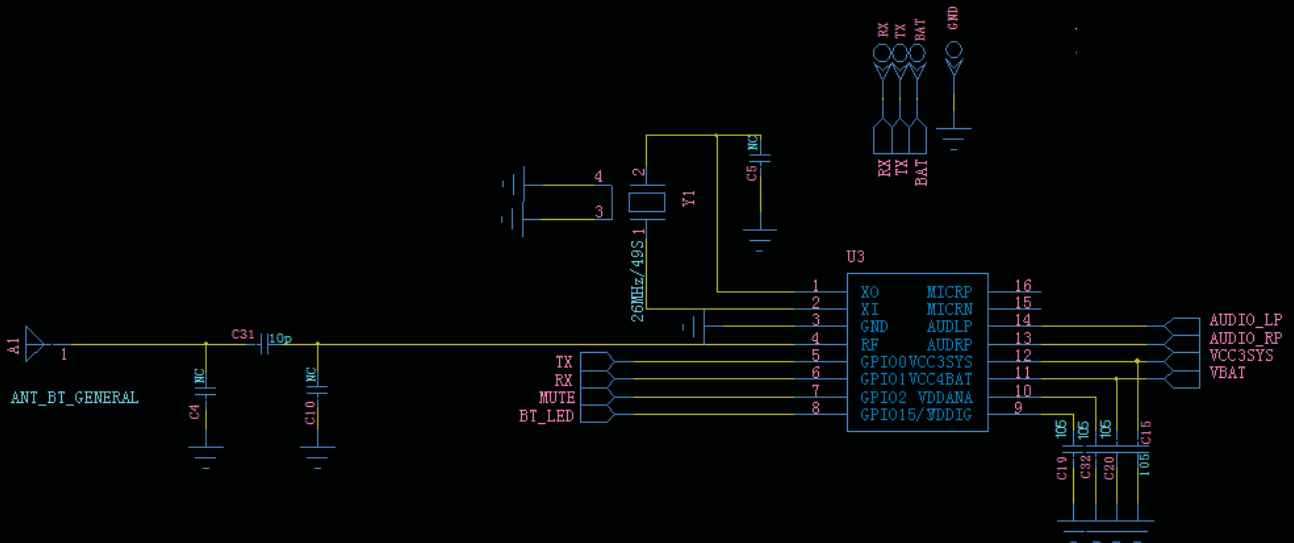 RX TX BAT GND
RX TX BAT
4
3
2
1
Y1
26MHz/49S
NC
C5
U3
1 XO MICRP 16
2 XI MICRN 15
3 GND AUDLP 14
4 RF AUDRP 13
5 GPIO0 VCC3SYS 12
6 GPIO1 VCC4BAT 11
7 GPIO2 VDDANA 10
8 GPIO15/ VDDIG 9
AUDIO_LP
AUDIO_RP
VCC3SYS
VBAT
TX
RX
MUTE
BT_LED
A1
1
ANT_BT_GENERAL
C31 10p
NC
C4
NC
C10
105
C19
105
C32
105
C20
C15
105